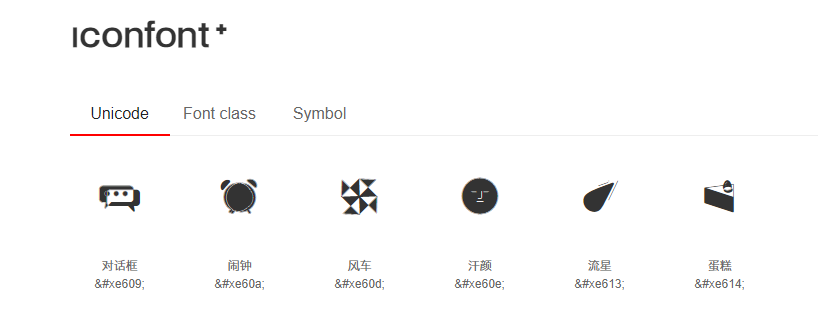 iconfont+
Unicode Font class Symbol
对话框 闹钟 风车 汗颜 流星 蛋糕
&#xe609; &#xe60a; &#xe60d; &#xe60e; &#xe613; &#xe614;